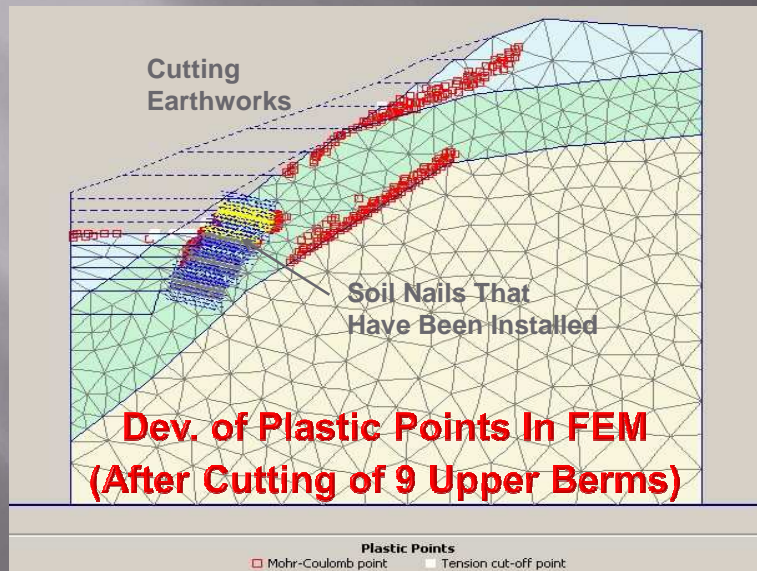 Cutting
Earthworks
Soil Nails That
Have Been Installed
Dev. of Plastic Points In FEM
(After Cutting of 9 Upper Berms)
Plastic Points
Mohr-Coulomb point Tension cut-off point